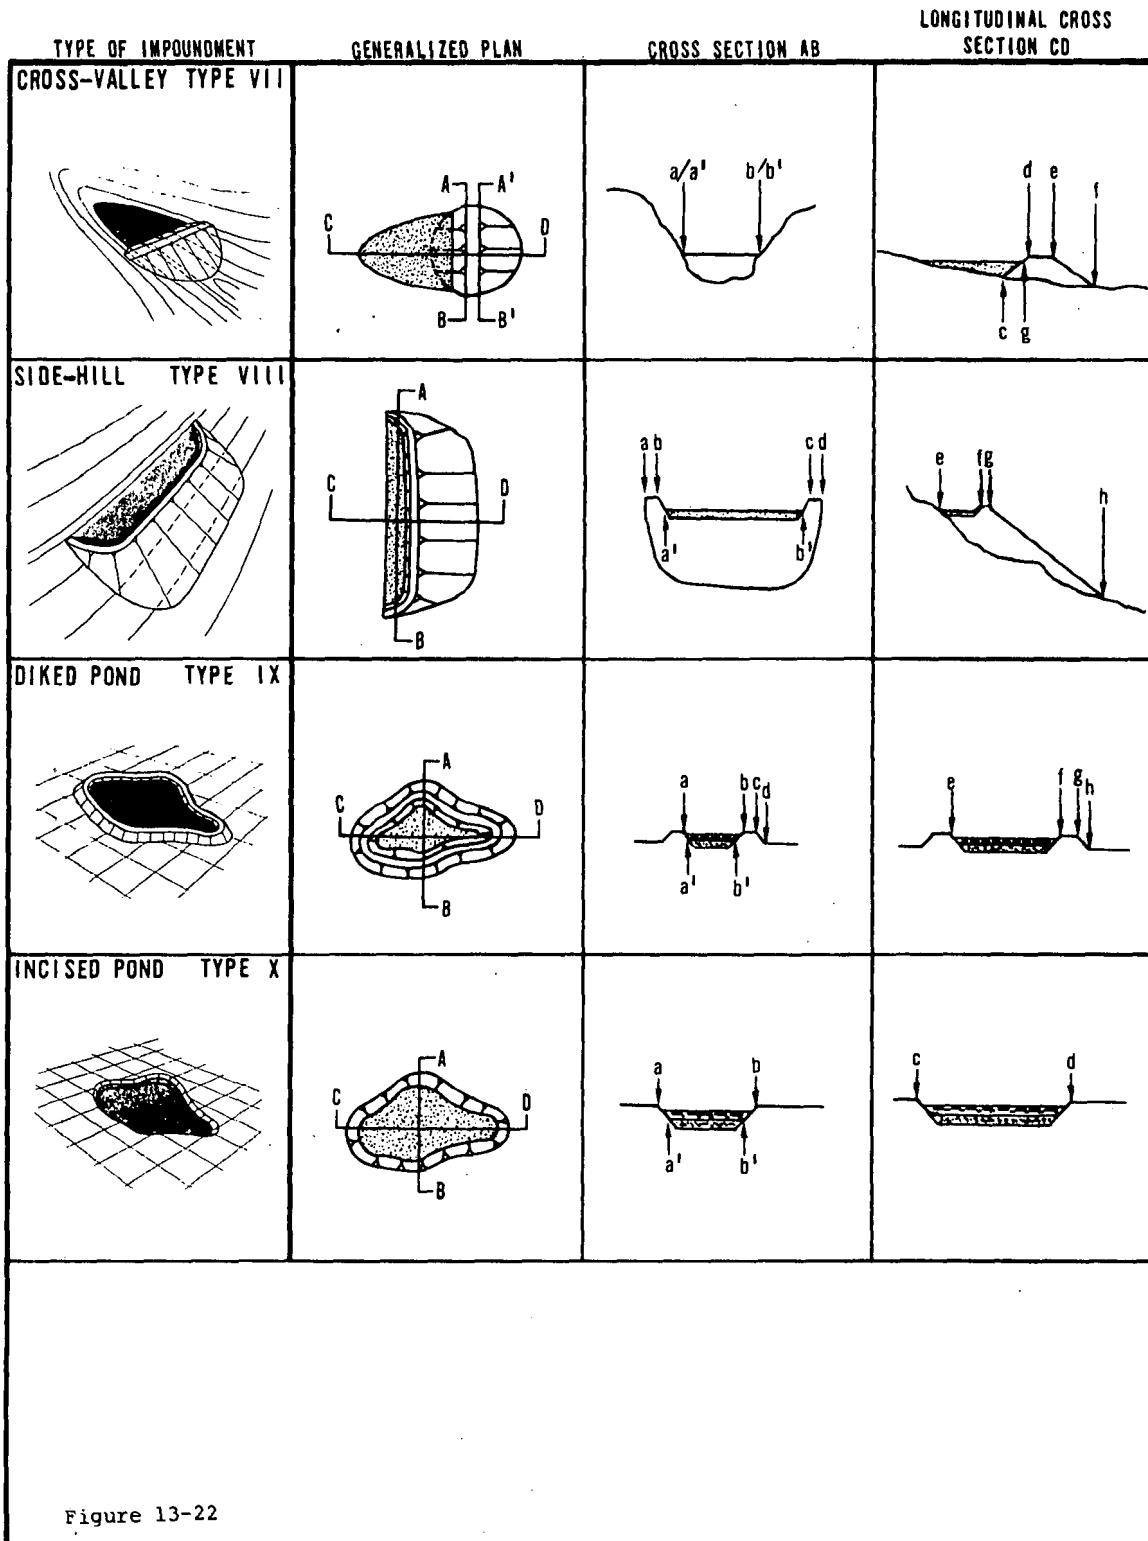 LONGITUDINAL CROSS
TYPE OF IMPOUNDMENT GENERALIZED PLAN CROSS SECTION AB SECTION CD
CROSS-VALLEY TYPE VII
A A'
C D
B B'
a/a' b/b'
d e f
c g
SIDE-HILL TYPE VIII
A
C D
B
a b c d
a' b'
e f g
h
DIKED POND TYPE IX
A
C D
B
a b c d
a' b'
e f g h
INCISED POND TYPE X
A
C D
B
a b
a' b'
c d
Figure 13-22